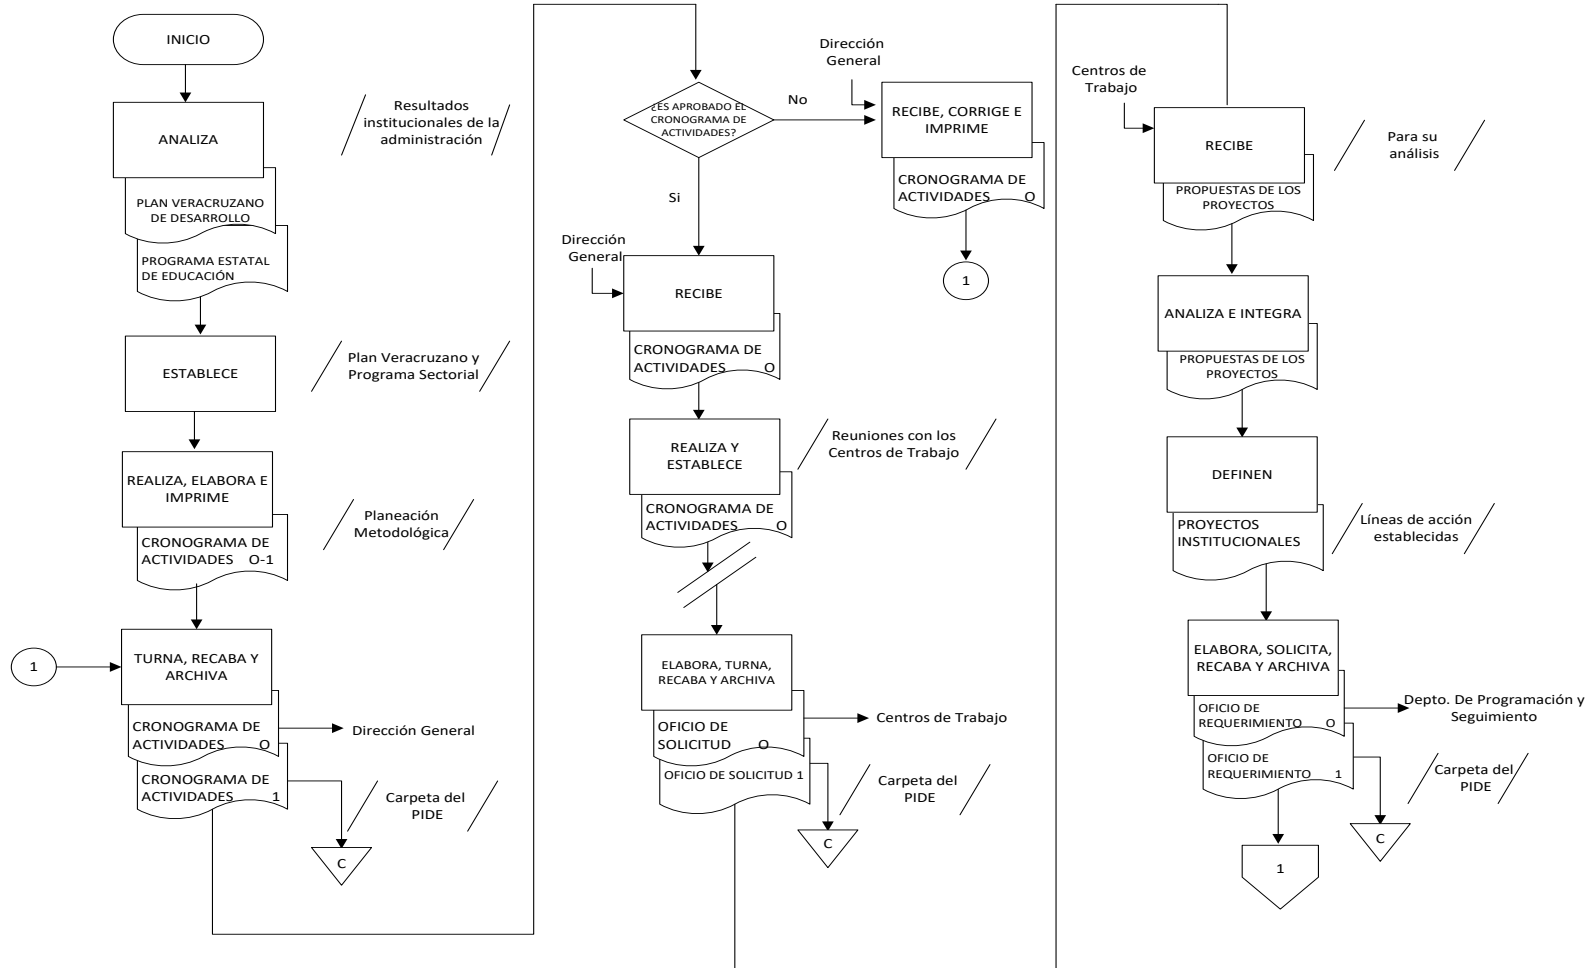 INICIO
ANALIZA
Resultados
institucionales de la
administración
PLAN VERACRUZANO
DE DESARROLLO
PROGRAMA ESTATAL
DE EDUCACIÓN
ESTABLECE
Plan Veracruzano y
Programa Sectorial
REALIZA, ELABORA E
IMPRIME
CRONOGRAMA DE
ACTIVIDADES O-1
Planeación
Metodológica
1
TURNA, RECABA Y
ARCHIVA
CRONOGRAMA DE
ACTIVIDADES O
Dirección General
CRONOGRAMA DE
ACTIVIDADES 1
Carpeta del
PIDE
C
¿ES APROBADO EL
CRONOGRAMA DE
ACTIVIDADES?
No
Si
Dirección
General
RECIBE, CORRIGE E
IMPRIME
CRONOGRAMA DE
ACTIVIDADES O
1
Dirección
General
RECIBE
CRONOGRAMA DE
ACTIVIDADES O
REALIZA Y
ESTABLECE
CRONOGRAMA DE
ACTIVIDADES O
Reuniones con los
Centros de Trabajo
ELABORA, TURNA,
RECABA Y ARCHIVA
OFICIO DE
SOLICITUD O
Centros de Trabajo
OFICIO DE SOLICITUD 1
Carpeta del
PIDE
C
Centros de
Trabajo
RECIBE
Para su
análisis
PROPUESTAS DE LOS
PROYECTOS
ANALIZA E INTEGRA
PROPUESTAS DE LOS
PROYECTOS
DEFINEN
PROYECTOS
INSTITUCIONALES
Líneas de acción
establecidas
ELABORA, SOLICITA,
RECABA Y ARCHIVA
OFICIO DE
REQUERIMIENTO O
Depto. De Programación y
Seguimiento
OFICIO DE
REQUERIMIENTO 1
Carpeta del
PIDE
C
1